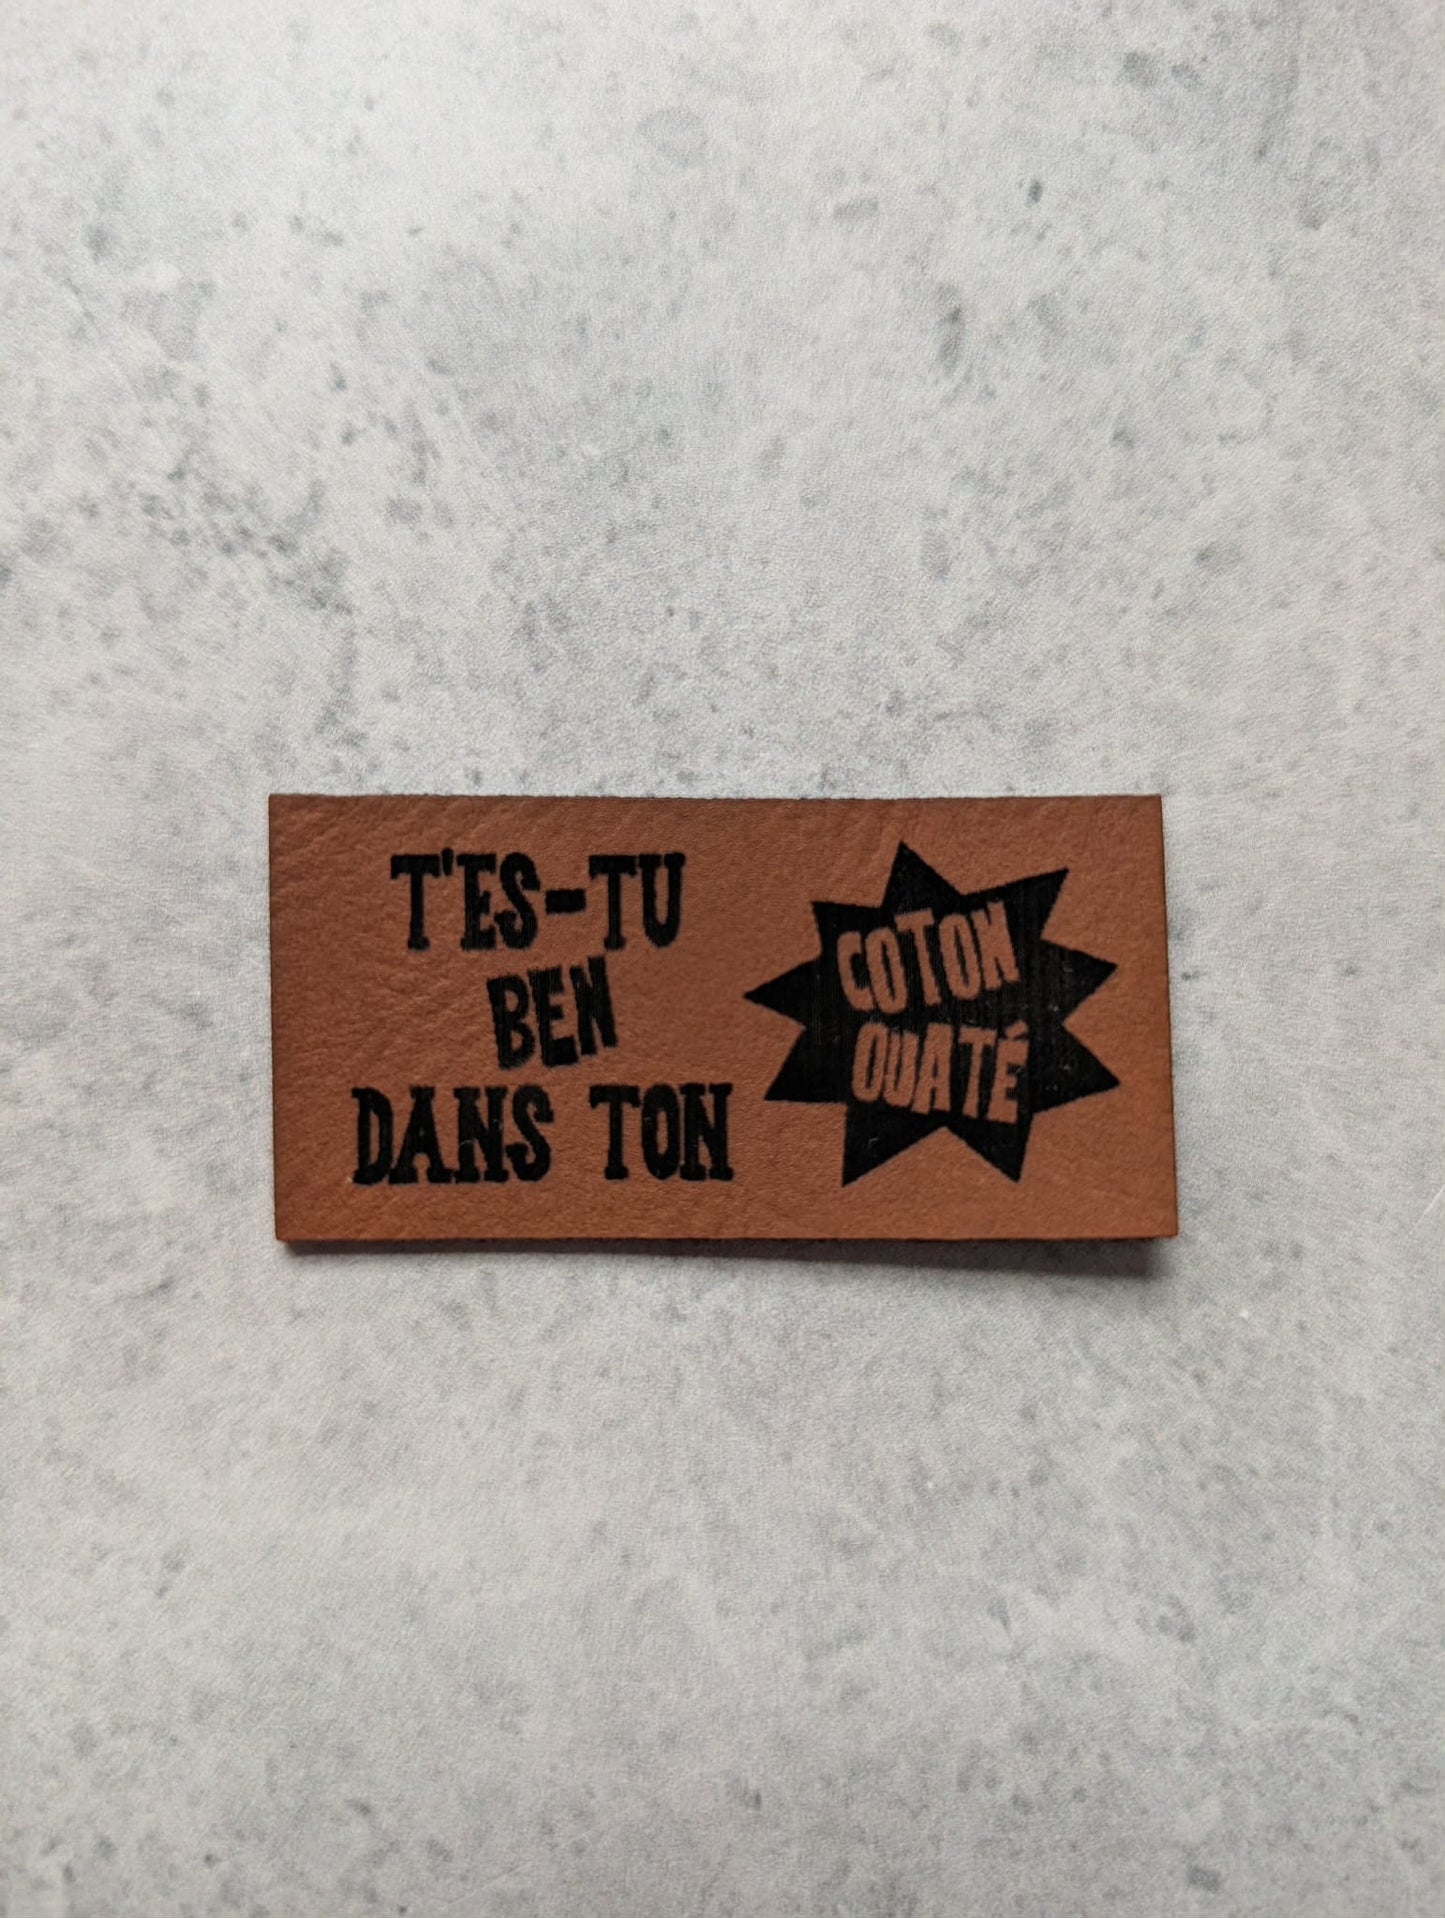 T'ES-TU
BEN
DANS TON
COTON
OUATÉ